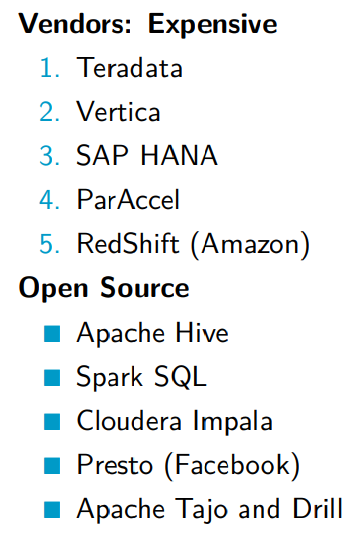 Vendors: Expensive
1. Teradata
2. Vertica
3. SAP HANA
4. ParAccel
5. RedShift (Amazon)
Open Source
■ Apache Hive
■ Spark SQL
■ Cloudera Impala
■ Presto (Facebook)
■ Apache Tajo and Drill